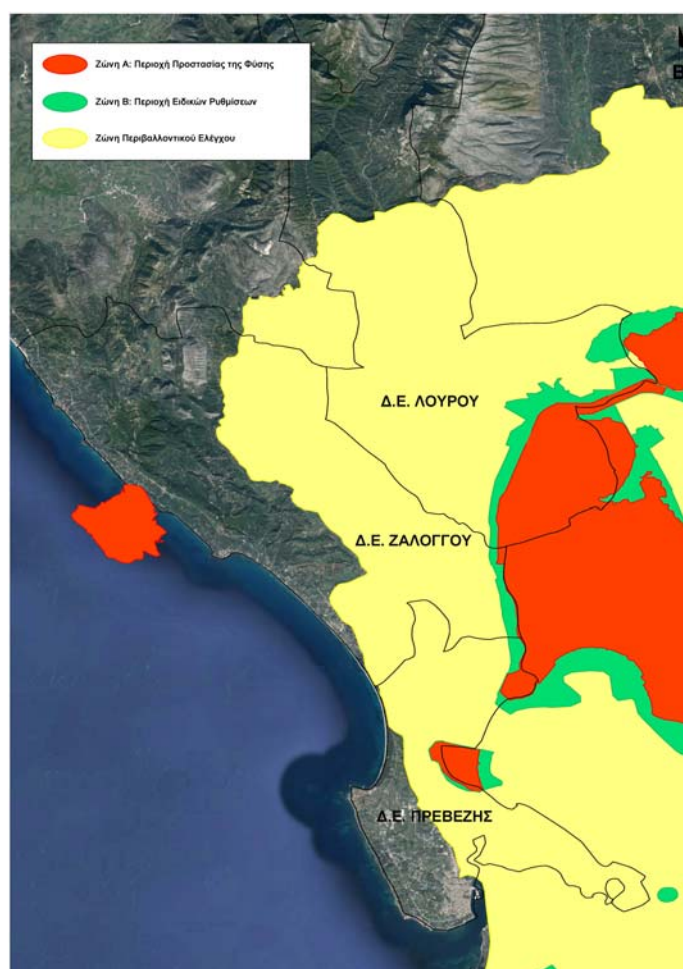 Ζώνη Α: Περιοχή Προστασίας της Φύσης
Ζώνη Β: Περιοχή Ειδικών Ρυθμίσεων
Ζώνη Περιβαλλοντικού Ελέγχου
Δ.Ε. ΛΟΥΡΟΥ
Δ.Ε. ΖΑΛΟΓΓΟΥ
Δ.Ε. ΠΡΕΒΕΖΗΣ